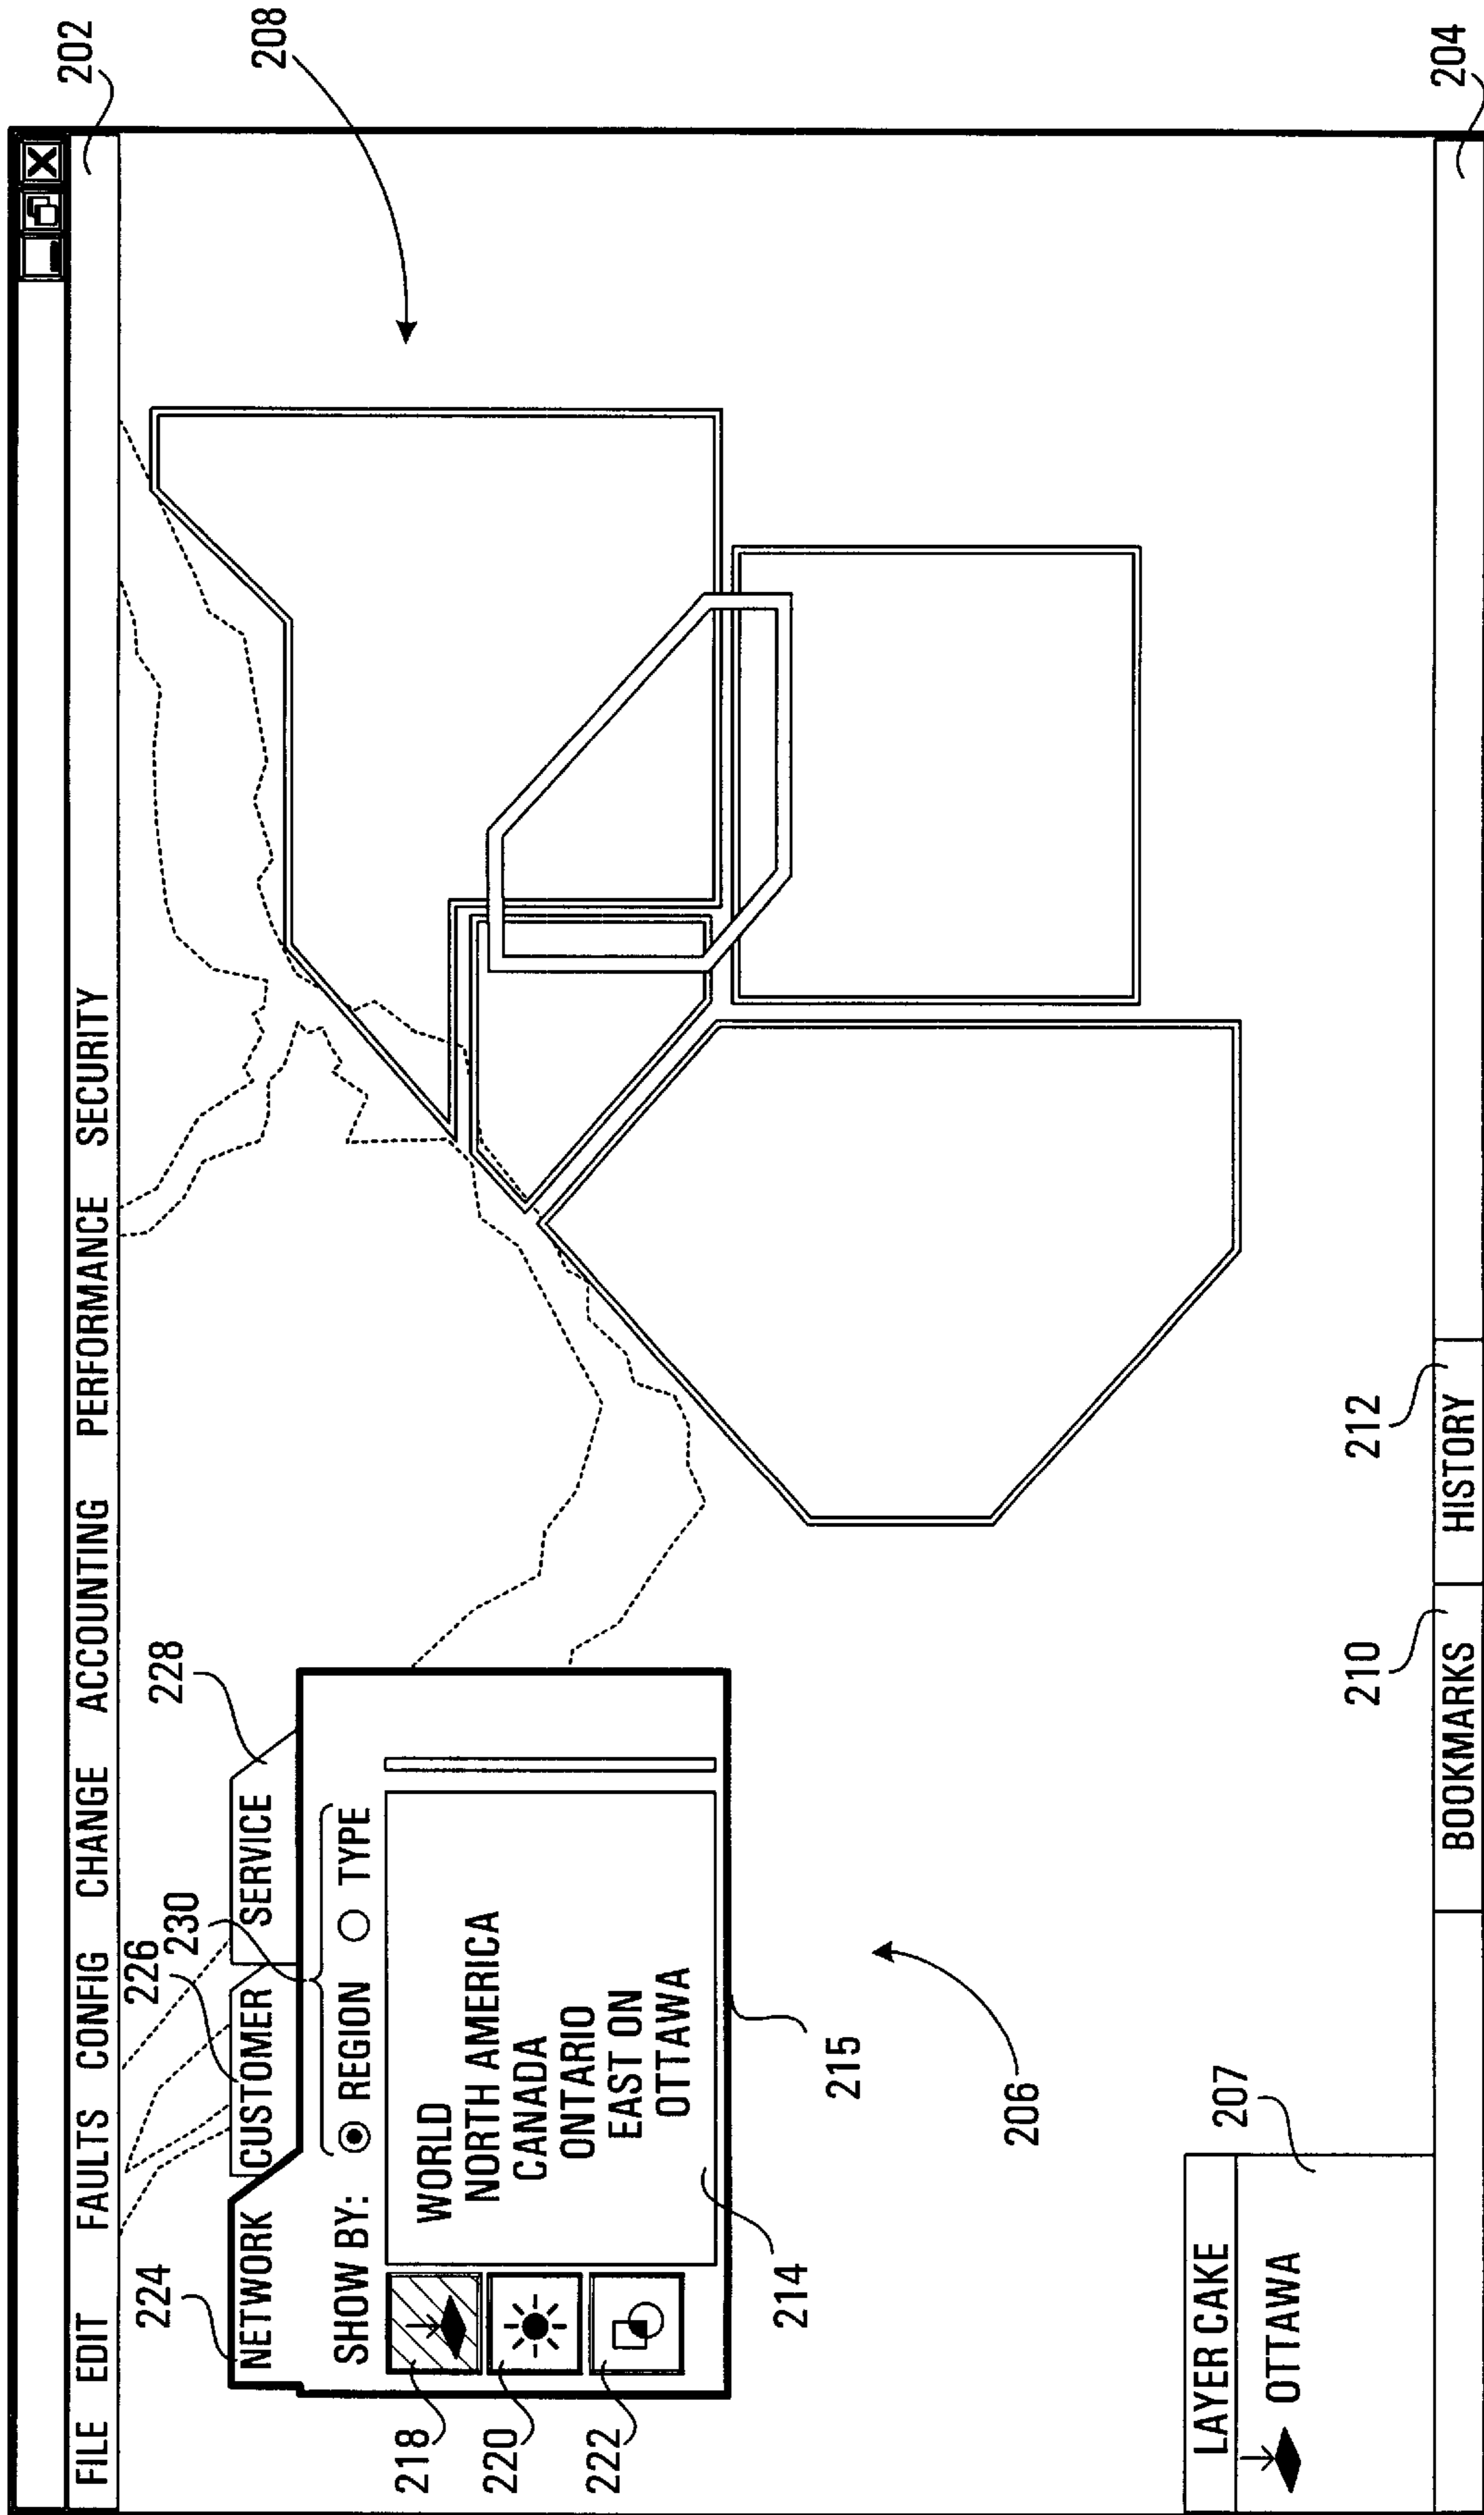 202
208
FILE EDIT FAULTS CONFIG CHANGE ACCOUNTING PERFORMANCE SECURITY
224
226
230
228
NETWORK CUSTOMER SERVICE
SHOW BY: REGION TYPE
218
220
222
WORLD
NORTH AMERICA
CANADA
ONTARIO
EAST ON
OTTAWA
214
215
206
207
LAYER CAKE
OTTAWA
210
212
204
BOOKMARKS HISTORY